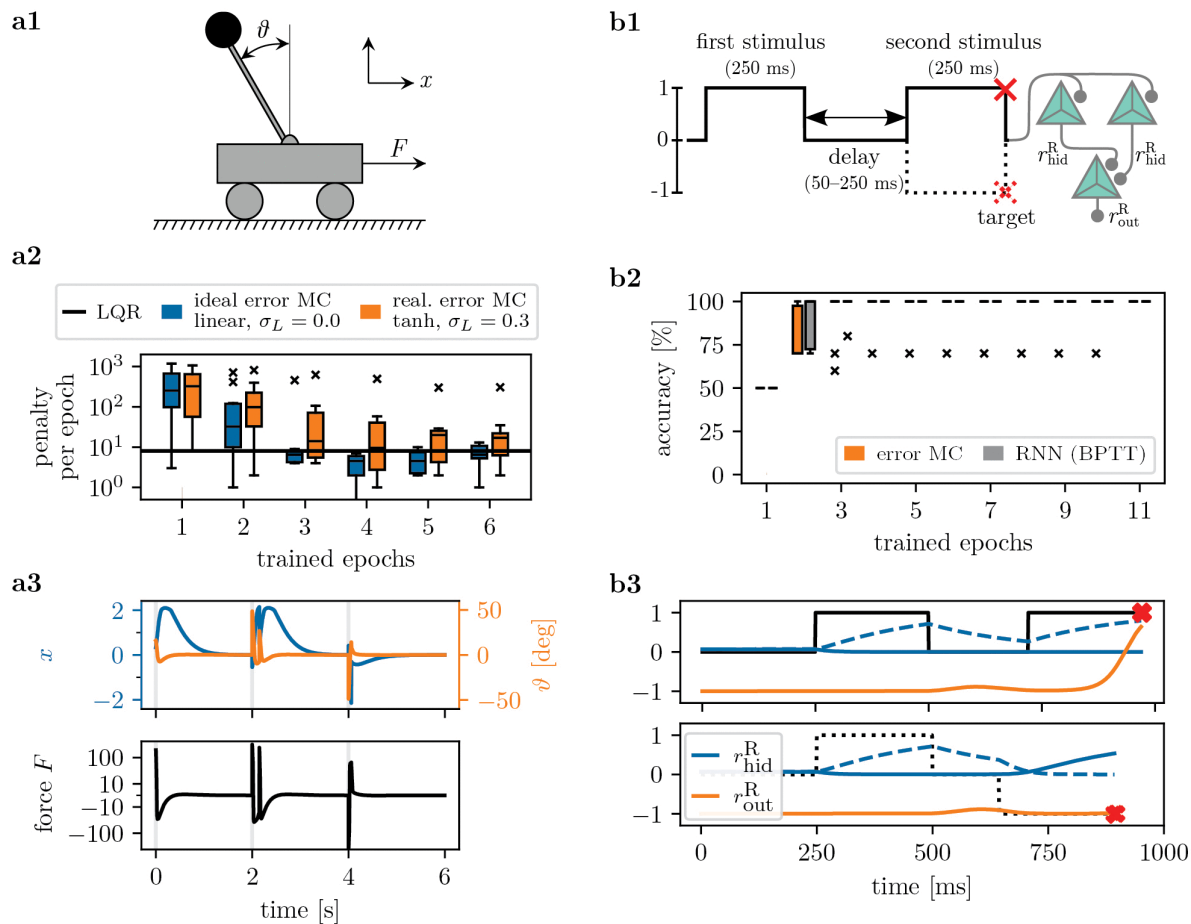 a1
ϑ
x
F
a2
LQR
ideal error MC
linear, σ_L = 0.0
real. error MC
tanh, σ_L = 0.3
penalty
per epoch
10^3
10^2
10^1
10^0
1 2 3 4 5 6
trained epochs
a3
x
2
0
−2
50
0
−50
ϑ [deg]
force F
100
10
−10
−100
0 2 4 6
time [s]
b1
first stimulus
(250 ms)
second stimulus
(250 ms)
1
0
-1
delay
(50–250 ms)
target
r_hid^R
r_hid^R
r_out^R
b2
accuracy [%]
100
75
50
25
0
error MC
RNN (BPTT)
1 3 5 7 9 11
trained epochs
b3
1
0
−1
1
0
−1
r_hid^R
r_out^R
0 250 500 750 1000
time [ms]